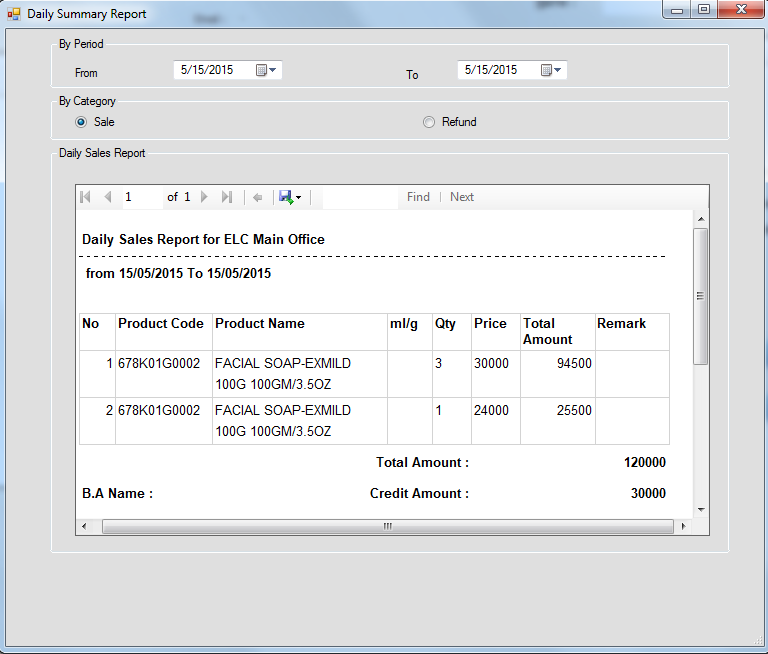 Daily Summary Report
By Period
From 5/15/2015 To 5/15/2015
By Category
Sale Refund
Daily Sales Report
1 of 1 Find Next
Daily Sales Report for ELC Main Office
from 15/05/2015 To 15/05/2015
No Product Code Product Name ml/g Qty Price Total Amount Remark
1 678K01G0002 FACIAL SOAP-EXMILD 3 30000 94500
100G 100GM/3.5OZ
2 678K01G0002 FACIAL SOAP-EXMILD 1 24000 25500
100G 100GM/3.5OZ
Total Amount : 120000
B.A Name : Credit Amount : 30000